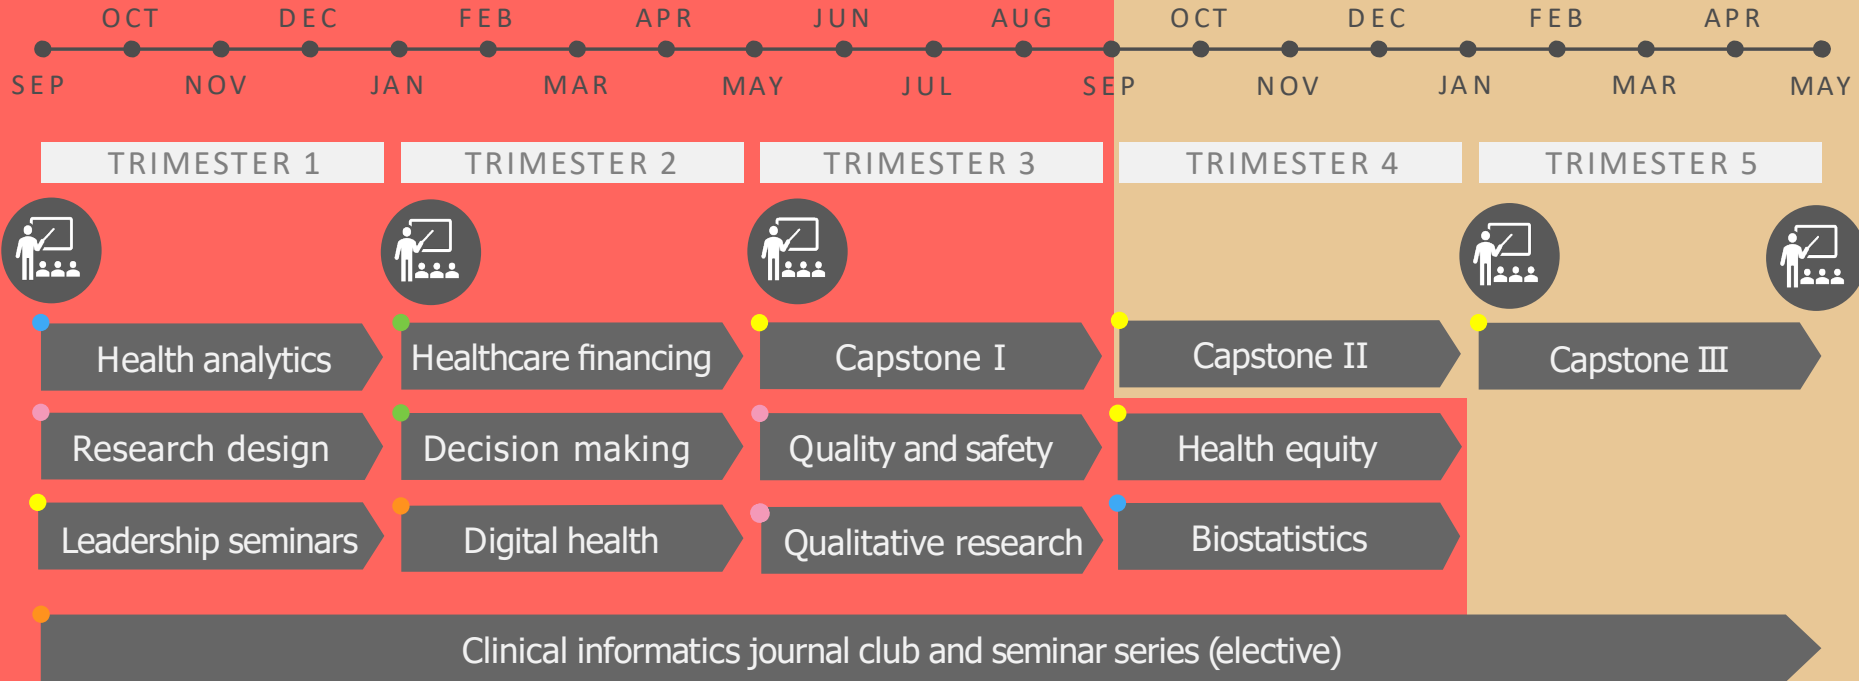 OCT DEC FEB APR JUN AUG OCT DEC FEB APR
SEP NOV JAN MAR MAY JUL SEP NOV JAN MAR MAY
TRIMESTER 1 TRIMESTER 2 TRIMESTER 3 TRIMESTER 4 TRIMESTER 5
Health analytics Healthcare financing Capstone I Capstone II Capstone III
Research design Decision making Quality and safety Health equity
Leadership seminars Digital health Qualitative research Biostatistics
Clinical informatics journal club and seminar series (elective)